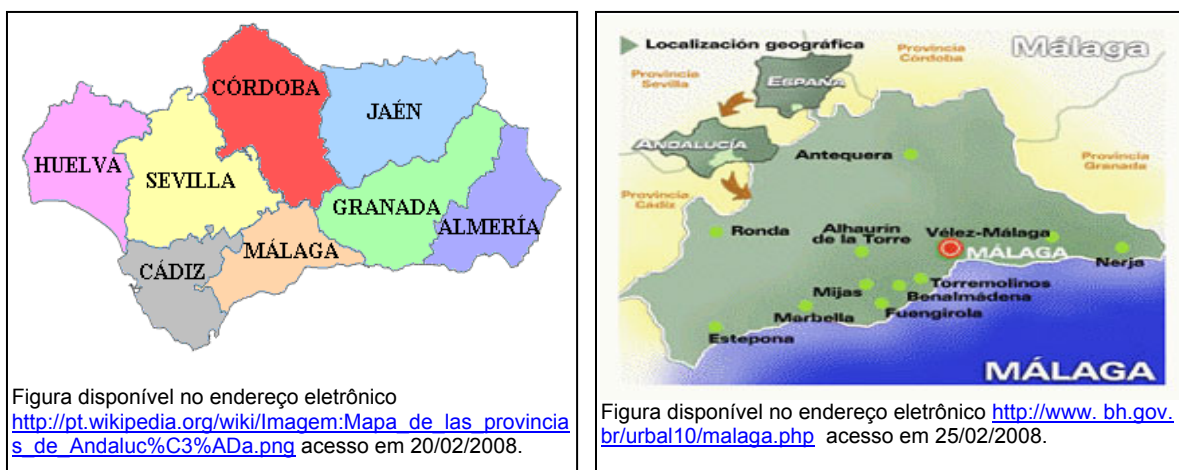 CÓRDOBA
JAÉN
HUELVA
SEVILLA
GRANADA
ALMERÍA
MÁLAGA
CÁDIZ
Figura disponível no endereço eletrônico
http://pt.wikipedia.org/wiki/Imagem:Mapa_de_las_provincia
s_de_Andaluc%C3%ADa.png acesso em 20/02/2008.
Localización geográfica
Málaga
Provincia
Córdoba
Provincia
Sevilla
ESPAÑA
ANDALUCÍA
Antequera
Provincia
Granada
Provincia
Cádiz
Ronda
Alhaurín
de la Torre
Vélez-Málaga
MÁLAGA
Nerja
Mijas
Torremolinos
Benalmádena
Marbella
Fuengirola
Estepona
MÁLAGA
Figura disponível no endereço eletrônico http://www. bh.gov.
br/urbal10/malaga.php acesso em 25/02/2008.